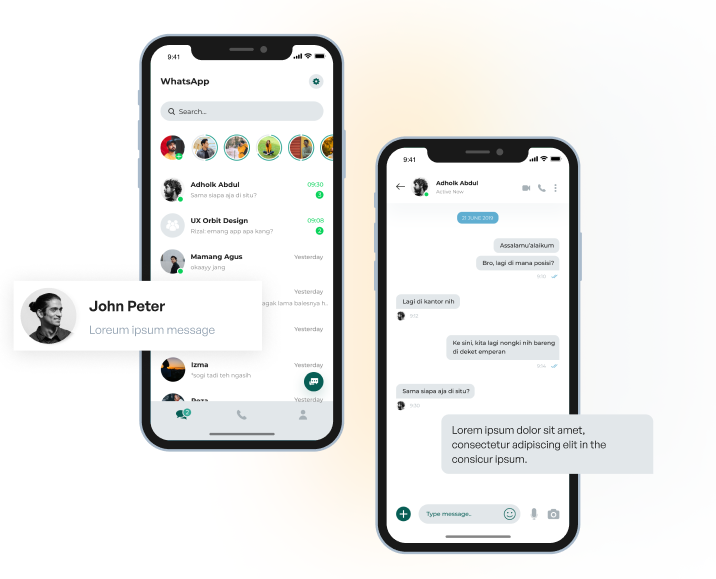 9:41
WhatsApp
Search...
Adholk Abdul
09:30
Sama siapa aja di situ?
3
UX Orbit Design
09:08
Rizal: emang app apa kang?
2
Mamang Agus
Yesterday
okaayy jang
Yesterday
agak lama balesnya h..
John Peter
Loreum ipsum message
Yesterday
Izma
Yesterday
"sogi tadi teh ngasih
Reza
Yesterday
2
9:41
Adholk Abdul
Active Now
21 JUNE 2019
Assalamu'alaikum
Bro, lagi di mana posisi?
9:10
Lagi di kantor nih
9:12
Ke sini, kita lagi nongki nih bareng
di deket emperan
9:14
Sama siapa aja di situ?
9:30
Lorem ipsum dolor sit amet,
consectetur adipiscing elit in the
consicur ipsum.
Type message..